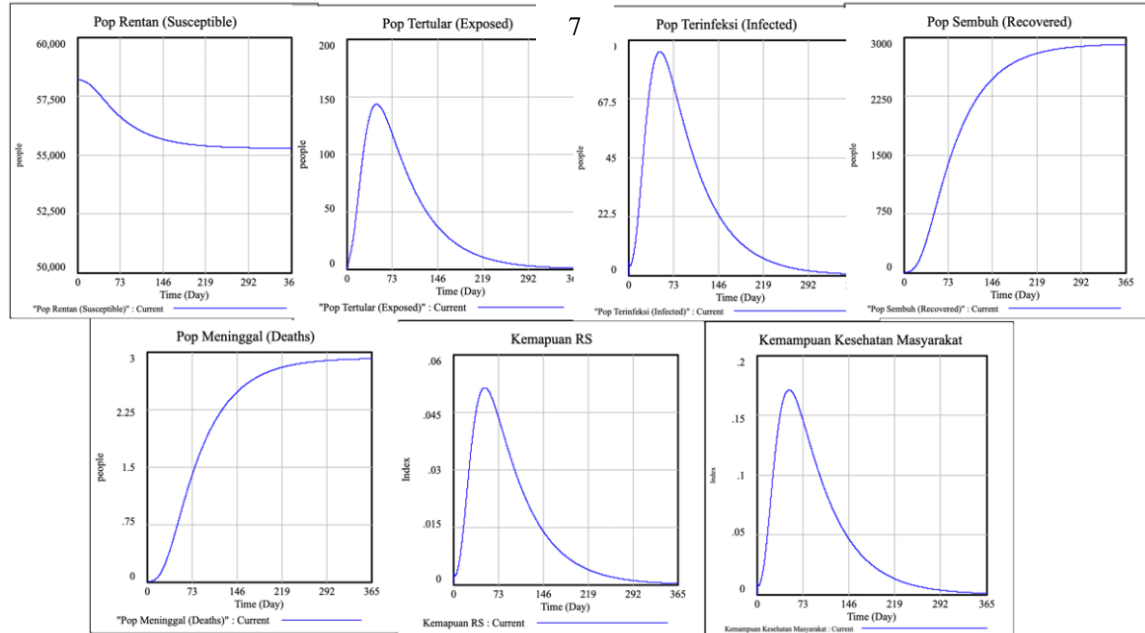 7
Pop Rentan (Susceptible)
60,000
57,500
55,000
52,500
50,000
people
0 73 146 219 292 36
Time (Day)
"Pop Rentan (Susceptible)" : Current
Pop Tertular (Exposed)
200
150
100
50
0
people
0 73 146 219 292 36
Time (Day)
"Pop Tertular (Exposed)" : Current
Pop Terinfeksi (Infected)
67.5
45
22.5
0
people
0 73 146 219 292 36
Time (Day)
"Pop Terinfeksi (Infected)" : Current
Pop Sembuh (Recovered)
3000
2250
1500
750
0
people
0 73 146 219 292 365
Time (Day)
"Pop Sembuh (Recovered)" : Current
Pop Meninggal (Deaths)
3
2.25
1.5
.75
0
people
0 73 146 219 292 365
Time (Day)
"Pop Meninggal (Deaths)" : Current
Kemapuan RS
.06
.045
.03
.015
0
Index
0 73 146 219 292 365
Time (Day)
Kemapuan RS : Current
Kemampuan Kesehatan Masyarakat
.2
.15
.1
.05
0
Index
0 73 146 219 292 365
Time (Day)
Kemampuan Kesehatan Masyarakat : Current